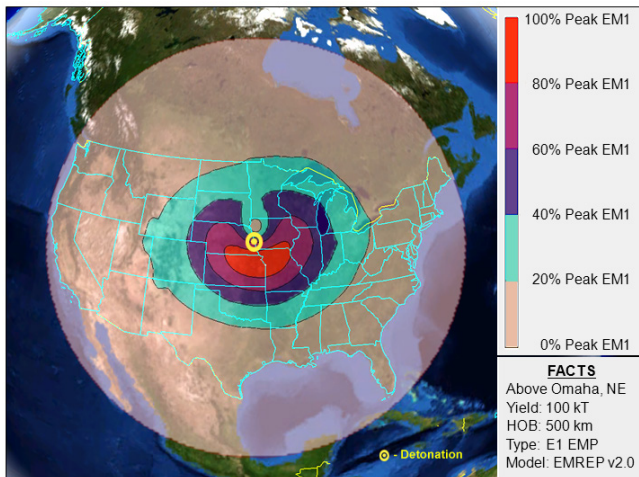 100% Peak EM1
80% Peak EM1
60% Peak EM1
40% Peak EM1
20% Peak EM1
0% Peak EM1
FACTS
Above Omaha, NE
Yield: 100 kT
HOB: 500 km
Type: E1 EMP
Model: EMREP v2.0
- Detonation